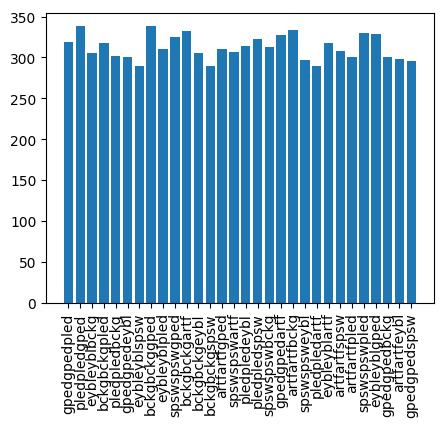 350
300
250
200
150
100
50
0
gpedgpedpled
pledpledgped
eybleyblbckg
bckgbckgpled
pledpledbckg
gpedgpedeybl
eybleyblspsw
bckgbckggped
eybleyblpled
spswspswgped
bckgbckgartf
bckgbckgeybl
bckgbckgspsw
artfartfgped
spswspswartf
pledpledeybl
pledpledspsw
spswspswbckg
gpedgpedartf
artfartfbckg
spswspsweybl
pledpledartf
eybleyblartf
artfartfspsw
artfartfpled
spswspswpled
eybleyblgped
gpedgpedbckg
artfartfeybl
gpedgpedspsw